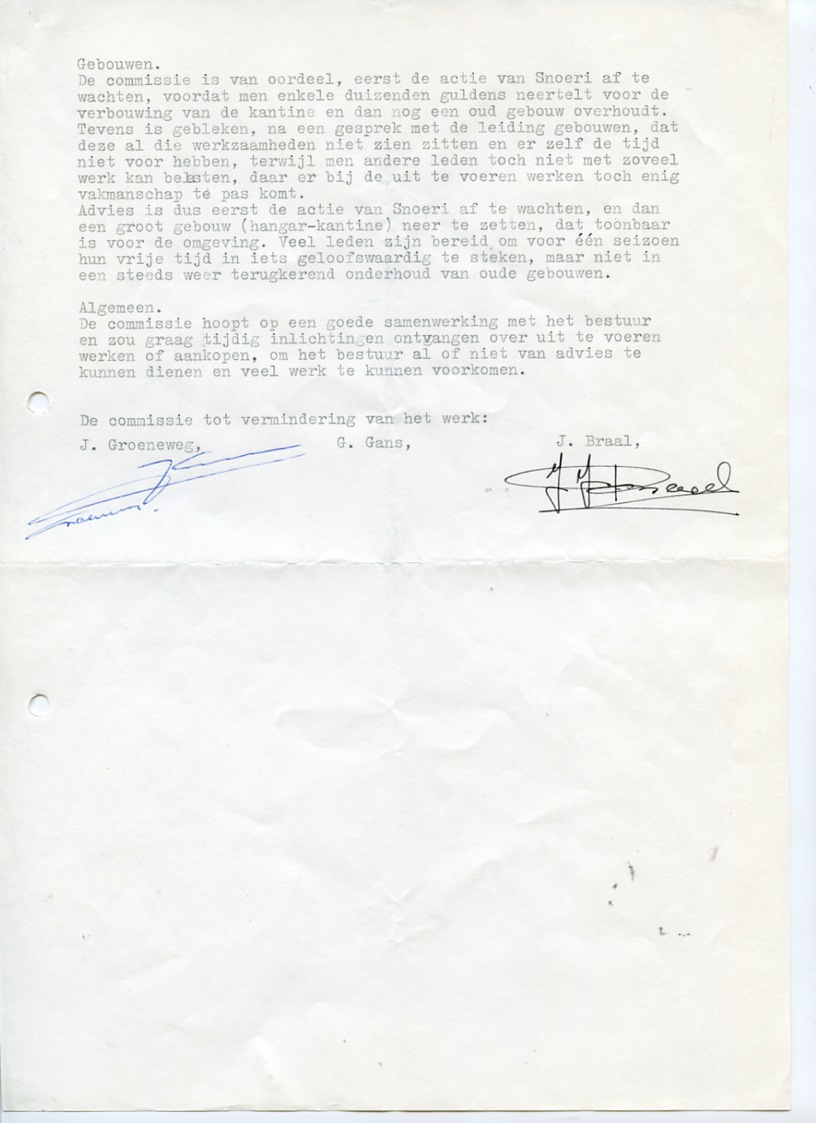 Gebouwen.
De commissie is van oordeel, eerst de actie van Snoeri af te
wachten, voordat men enkele duizenden guldens neertelt voor de
verbouwing van de kantine en dan nog een oud gebouw overhoudt.
Tevens is gebleken, na een gesprek met de leiding gebouwen, dat
deze al die werkzaamheden niet zien zitten en er zelf de tijd
niet voor hebben, terwijl men andere leden toch niet met zoveel
werk kan belasten, daar er bij de uit te voeren werken toch enig
vakmanschap te pas komt.
Advies is dus eerst de actie van Snoeri af te wachten, en dan
een groot gebouw (hangar-kantine) neer te zetten, dat toonbaar
is voor de omgeving. Veel leden zijn bereid om voor één seizoen
hun vrije tijd in iets geloofswaardig te steken, maar niet in
een steeds weer terugkerend onderhoud van oude gebouwen.
Algemeen.
De commissie hoopt op een goede samenwerking met het bestuur
en zou graag tijdig inlichtingen ontvangen over uit te voeren
werken of aankopen, om het bestuur al of niet van advies te
kunnen dienen en veel werk te kunnen voorkomen.
De commissie tot vermindering van het werk:
J. Groeneweg, G. Gans, J. Braal,